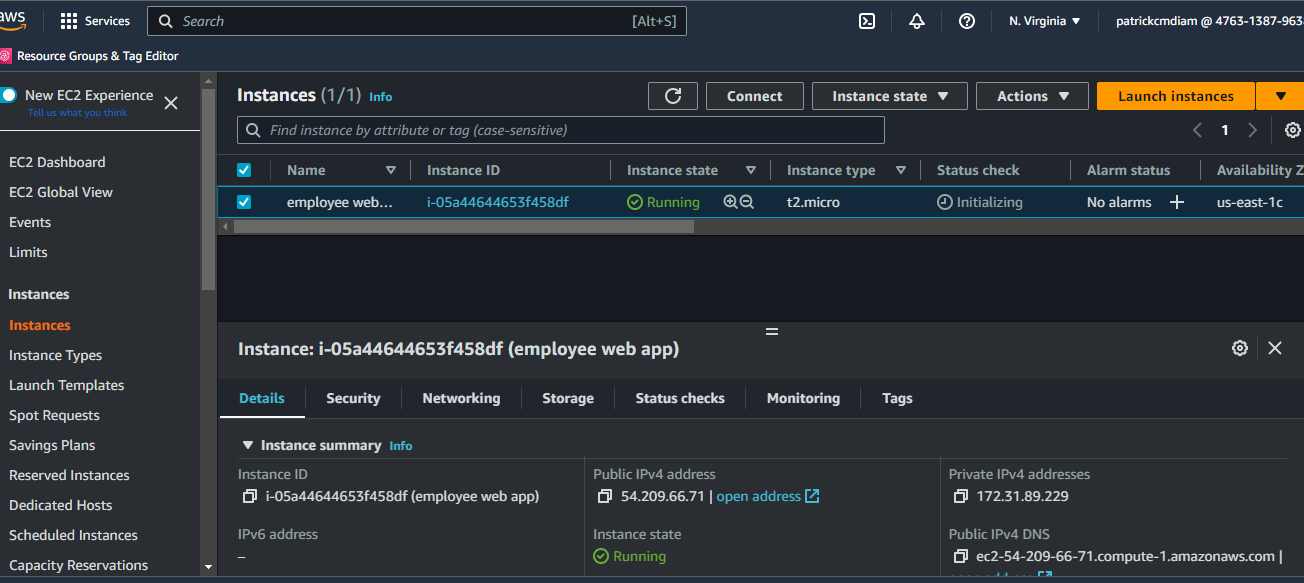 aws
Services
Search
[Alt+S]
N. Virginia
patrickcmdiam @ 4763-1387-963
Resource Groups & Tag Editor
New EC2 Experience
Tell us what you think
EC2 Dashboard
EC2 Global View
Events
Limits
Instances
Instances
Instance Types
Launch Templates
Spot Requests
Savings Plans
Reserved Instances
Dedicated Hosts
Scheduled Instances
Capacity Reservations
Instances (1/1) Info
Connect
Instance state
Actions
Launch instances
Find instance by attribute or tag (case-sensitive)
1
Name Instance ID Instance state Instance type Status check Alarm status Availability Z
employee web... i-05a44644653f458df Running t2.micro Initializing No alarms + us-east-1c
Instance: i-05a44644653f458df (employee web app)
Details Security Networking Storage Status checks Monitoring Tags
Instance summary Info
Instance ID
i-05a44644653f458df (employee web app)
Public IPv4 address
54.209.66.71 | open address
Private IPv4 addresses
172.31.89.229
IPv6 address
–
Instance state
Running
Public IPv4 DNS
ec2-54-209-66-71.compute-1.amazonaws.com |
open address